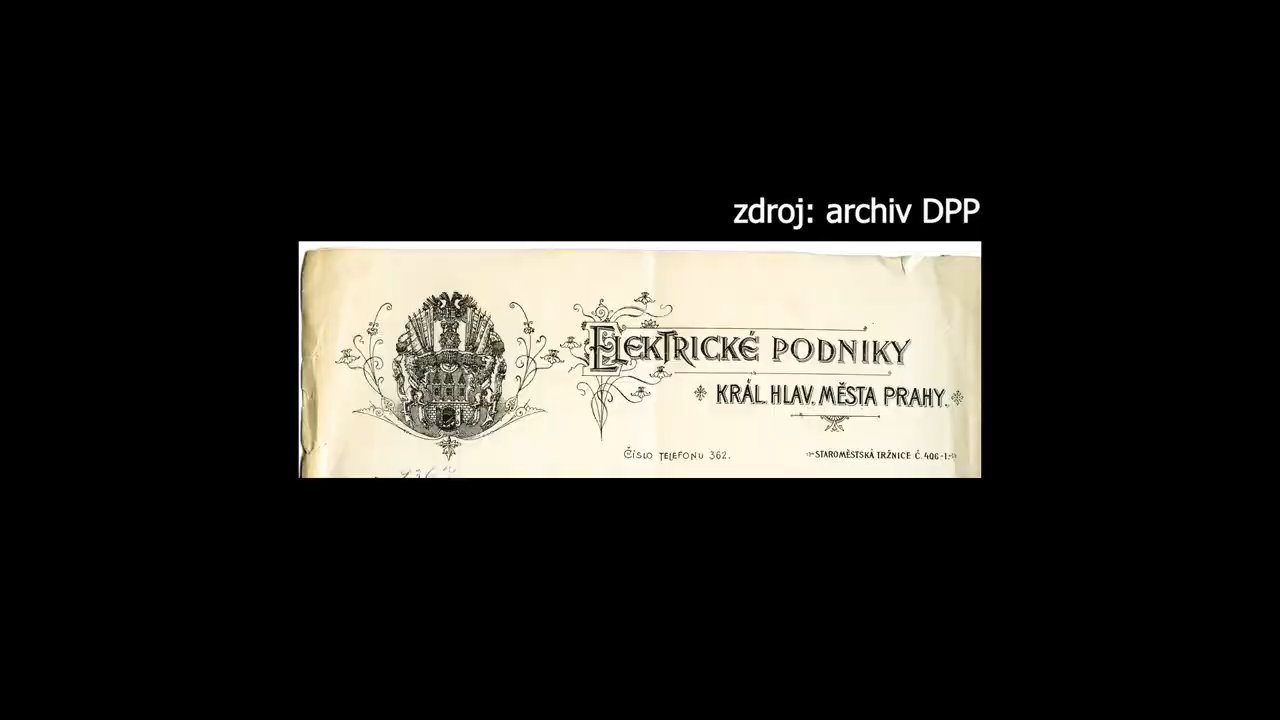 zdroj: archiv DPP
ELEKTRICKÉ PODNIKY
KRÁL. HLAV. MĚSTA PRAHY.
ČÍSLO TELEFONU 362.
STAROMĚSTSKÁ TRŽNICE Č. 406-I.